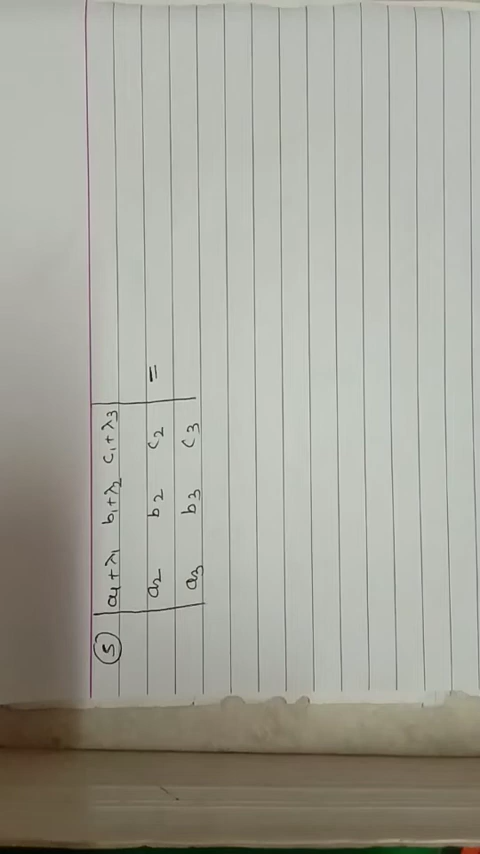 ⑤ | a₁+λ₁ b₁+λ₂ c₁+λ₃ |
| a₂ b₂ c₂ | =
| a₃ b₃ c₃ |